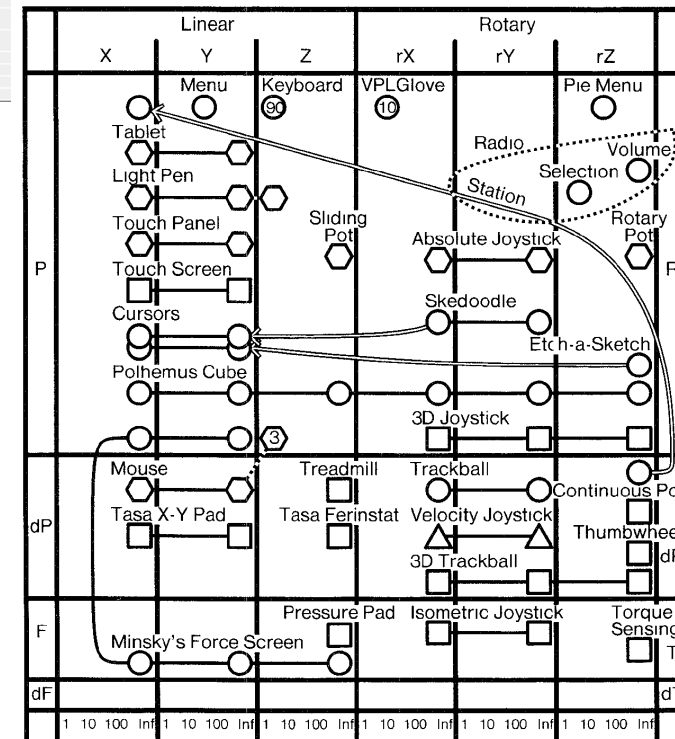 Linear Rotary
X Y Z rX rY rZ
Menu Keyboard VPLGlove Pie Menu
90 10
Tablet
Radio Volume
Light Pen Selection
Station
Touch Panel Sliding Pot Absolute Joystick Rotary Pot
P R
Touch Screen
Cursors Skedoodle
Etch-a-Sketch
Polhemus Cube
3D Joystick
3
Mouse Treadmill Trackball
Continuous Po
dP Tasa X-Y Pad Tasa Ferinstat Velocity Joystick
Thumbwhee
3D Trackball
F Pressure Pad Isometric Joystick Torque Sensing
Minsky's Force Screen T
dF
1 10 100 Inf 1 10 100 Inf 1 10 100 Inf 1 10 100 Inf 1 10 100 Inf 1 10 100 Inf